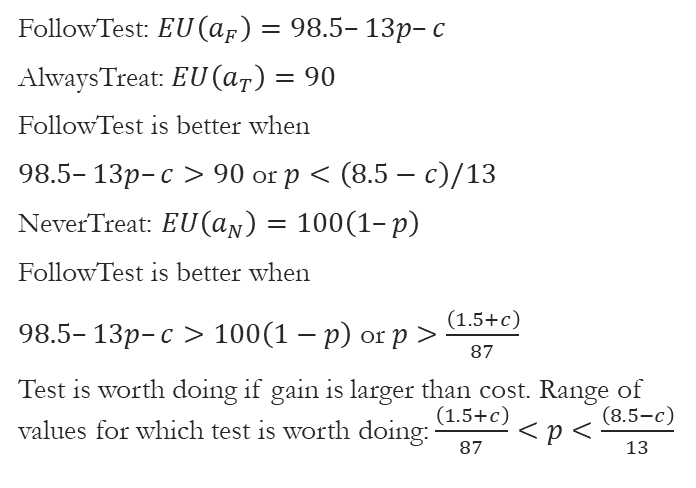 FollowTest: EU(a_F) = 98.5– 13p– c
AlwaysTreat: EU(a_T) = 90
FollowTest is better when
98.5– 13p– c > 90 or p < (8.5 − c)/13
NeverTreat: EU(a_N) = 100(1– p)
FollowTest is better when
98.5– 13p– c > 100(1 − p) or p > (1.5+c)/87
Test is worth doing if gain is larger than cost. Range of
values for which test is worth doing: (1.5+c)/87 < p < (8.5−c)/13